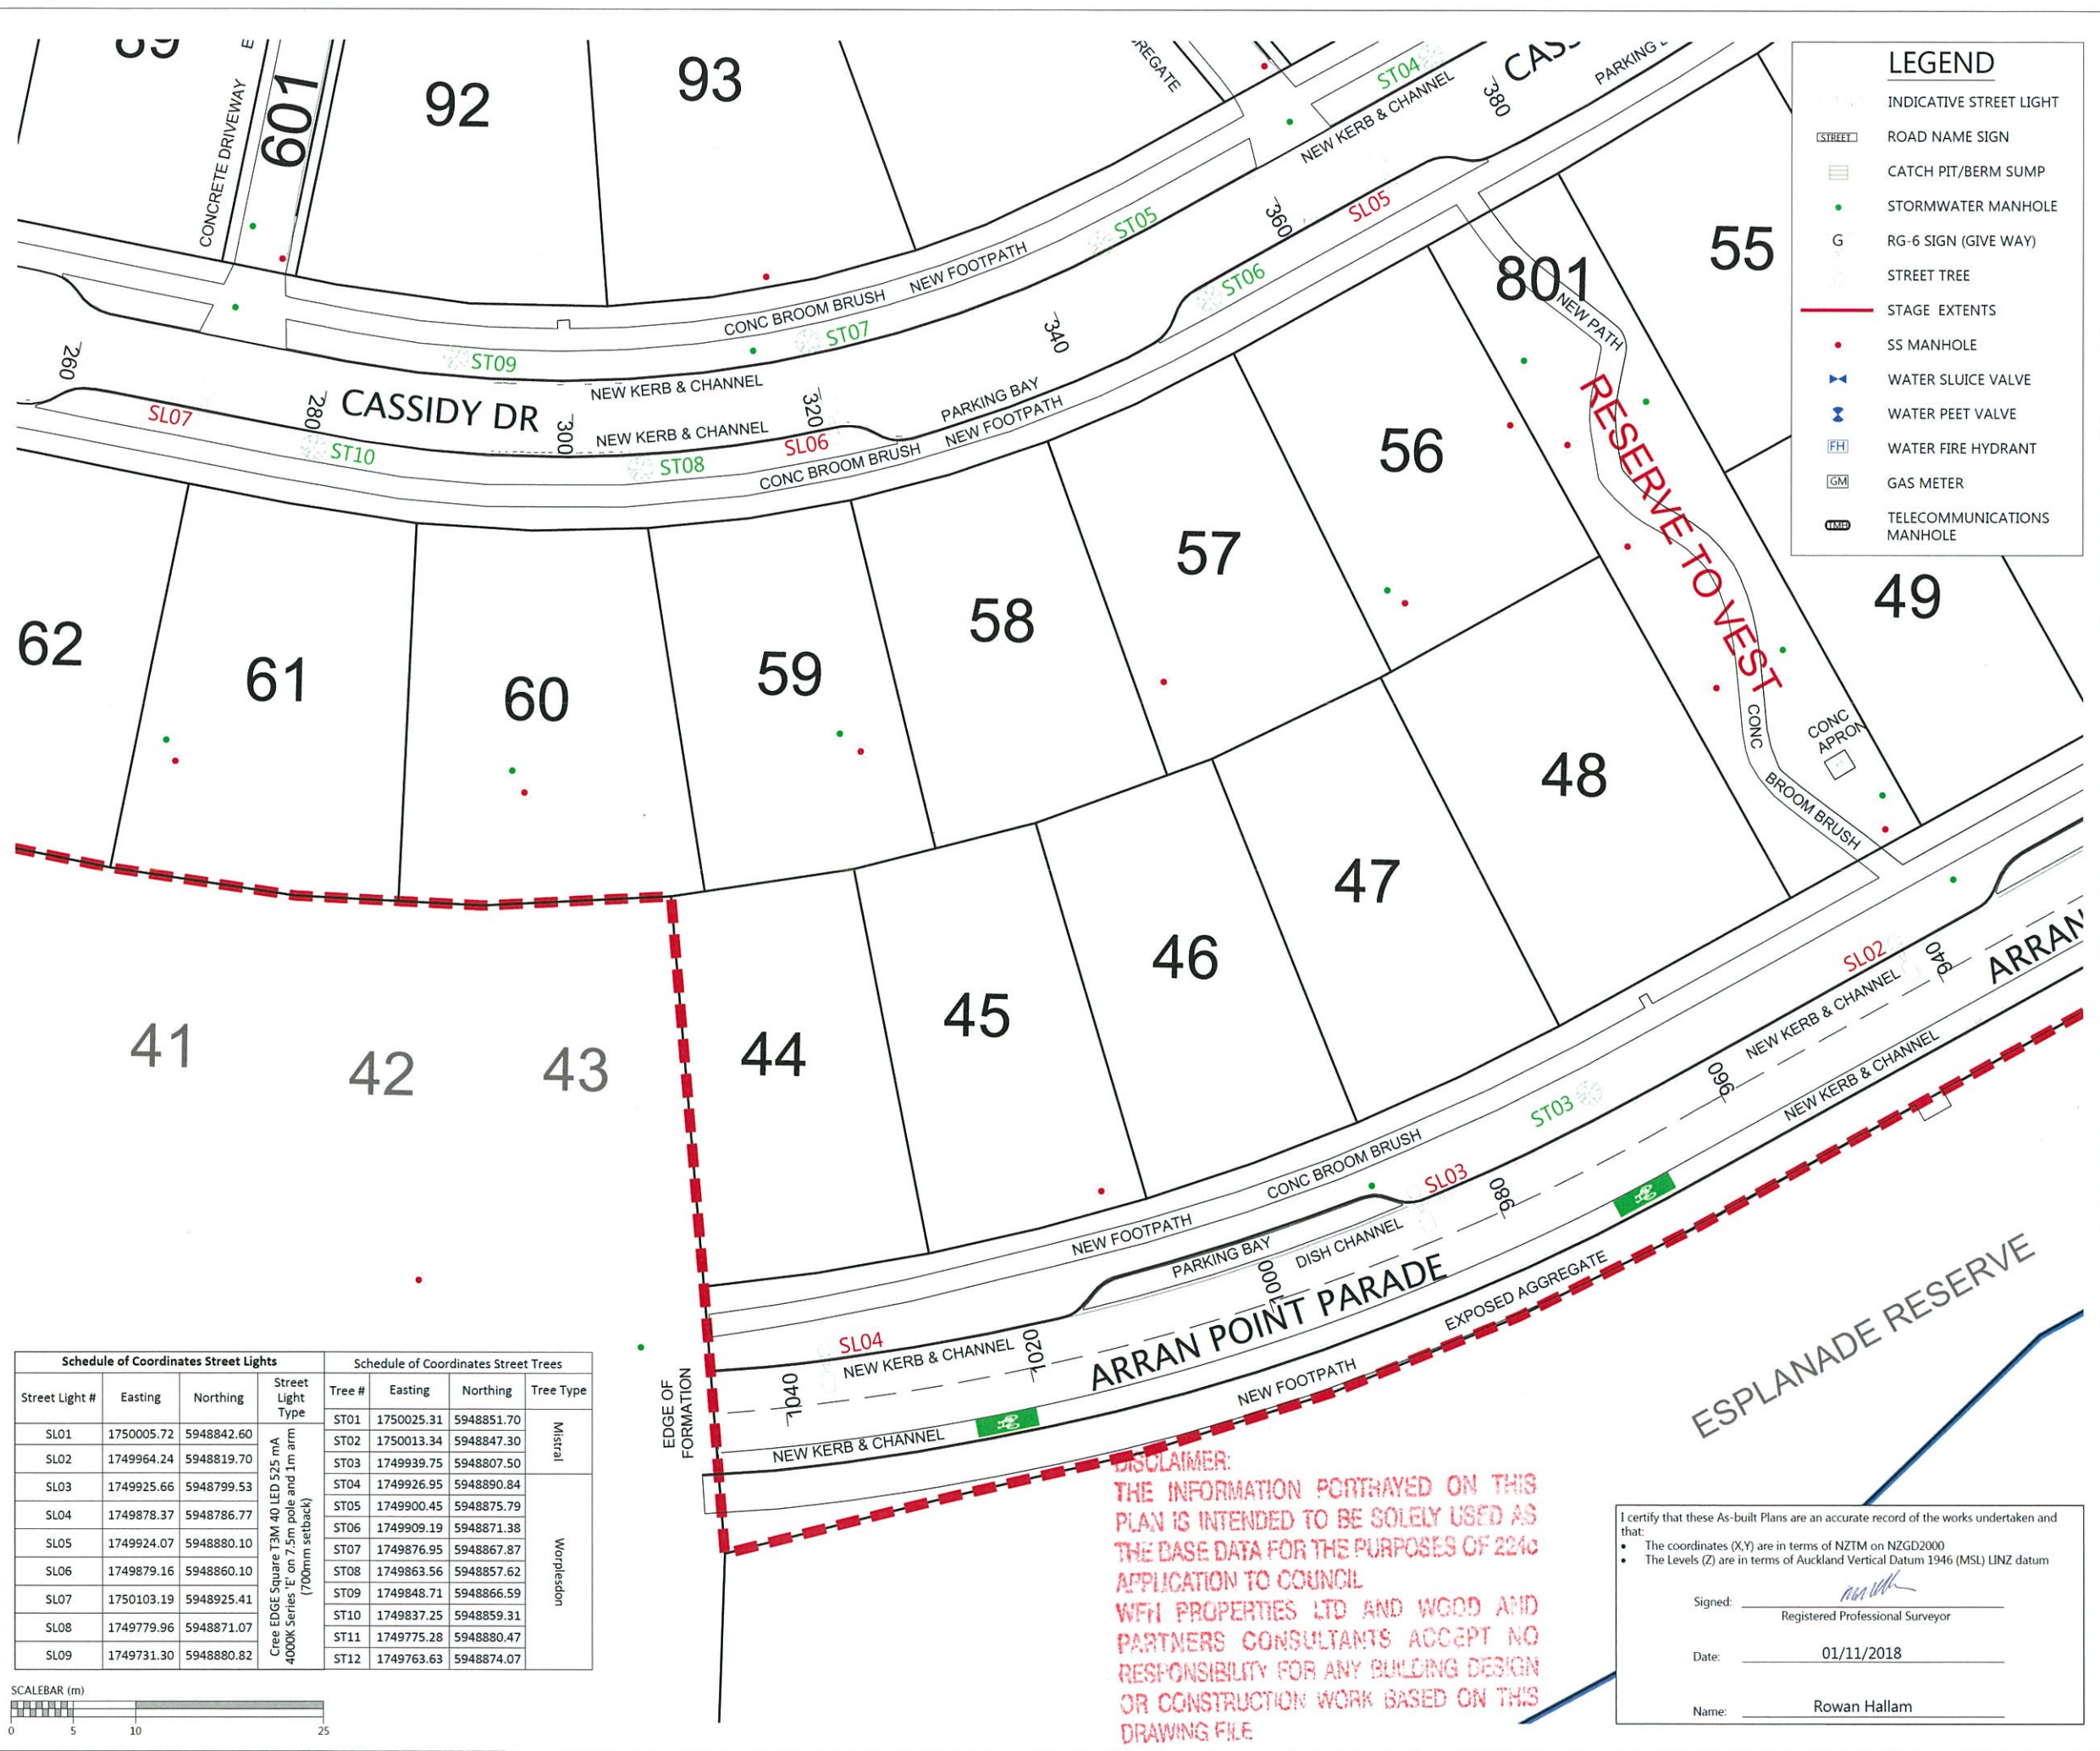 601
92
93
CONCRETE DRIVEWAY
ST04
NEW KERB & CHANNEL
380
55
801
NEW PATH
SL05
360
ST05
ST06
NEW FOOTPATH
CONC BROOM BRUSH
ST07
ST09
340
260
280
300
320
CASSIDY DR
NEW KERB & CHANNEL
NEW KERB & CHANNEL
SL07
ST10
ST08
SL06
PARKING BAY
NEW FOOTPATH
CONC BROOM BRUSH
RESERVE TO VEST
56
57
58
59
60
61
62
49
48
47
46
45
44
43
42
41
CONC
BROOM BRUSH
CONC
APRON
SL02
940
ARRAN
NEW KERB & CHANNEL
960
NEW KERB & CHANNEL
ST03
CONC BROOM BRUSH
SL03
980
NEW FOOTPATH
PARKING BAY
DISH CHANNEL
1000
ARRAN POINT PARADE
EXPOSED AGGREGATE
SL04
NEW KERB & CHANNEL
1020
1040
NEW FOOTPATH
NEW KERB & CHANNEL
EDGE OF
FORMATION
ESPLANADE RESERVE
LEGEND
INDICATIVE STREET LIGHT
STREET ROAD NAME SIGN
CATCH PIT/BERM SUMP
STORMWATER MANHOLE
G RG-6 SIGN (GIVE WAY)
STREET TREE
STAGE EXTENTS
SS MANHOLE
WATER SLUICE VALVE
WATER PEET VALVE
FH WATER FIRE HYDRANT
GM GAS METER
TMH TELECOMMUNICATIONS
MANHOLE
Schedule of Coordinates Street Lights
Street Light # Easting Northing Street Light Type
SL01 1750005.72 5948842.60
SL02 1749964.24 5948819.70
SL03 1749925.66 5948799.53
SL04 1749878.37 5948786.77
SL05 1749924.07 5948880.10
SL06 1749879.16 5948860.10
SL07 1750103.19 5948925.41
SL08 1749779.96 5948871.07
SL09 1749731.30 5948880.82
Cree EDGE Square T3M 40 LED 525 mA
4000K Series 'E' on 7.5m pole and 1m arm
(700mm setback)
Schedule of Coordinates Street Trees
Tree # Easting Northing Tree Type
ST01 1750025.31 5948851.70
ST02 1750013.34 5948847.30
ST03 1749939.75 5948807.50
Mistral
ST04 1749926.95 5948890.84
ST05 1749900.45 5948875.79
ST06 1749909.19 5948871.38
ST07 1749876.95 5948867.87
ST08 1749863.56 5948857.62
ST09 1749848.71 5948866.59
ST10 1749837.25 5948859.31
ST11 1749775.28 5948880.47
ST12 1749763.63 5948874.07
Worplesdon
SCALEBAR (m)
0 5 10 25
DISCLAIMER:
THE INFORMATION PORTRAYED ON THIS
PLAN IS INTENDED TO BE SOLELY USED AS
THE BASE DATA FOR THE PURPOSES OF 224c
APPLICATION TO COUNCIL
WFH PROPERTIES LTD AND WOOD AND
PARTNERS CONSULTANTS ACCEPT NO
RESPONSIBILITY FOR ANY BUILDING DESIGN
OR CONSTRUCTION WORK BASED ON THIS
DRAWING FILE
I certify that these As-built Plans are an accurate record of the works undertaken and
that:
• The coordinates (X,Y) are in terms of NZTM on NZGD2000
• The Levels (Z) are in terms of Auckland Vertical Datum 1946 (MSL) LINZ datum
Signed:
Registered Professional Surveyor
Date: 01/11/2018
Name: Rowan Hallam